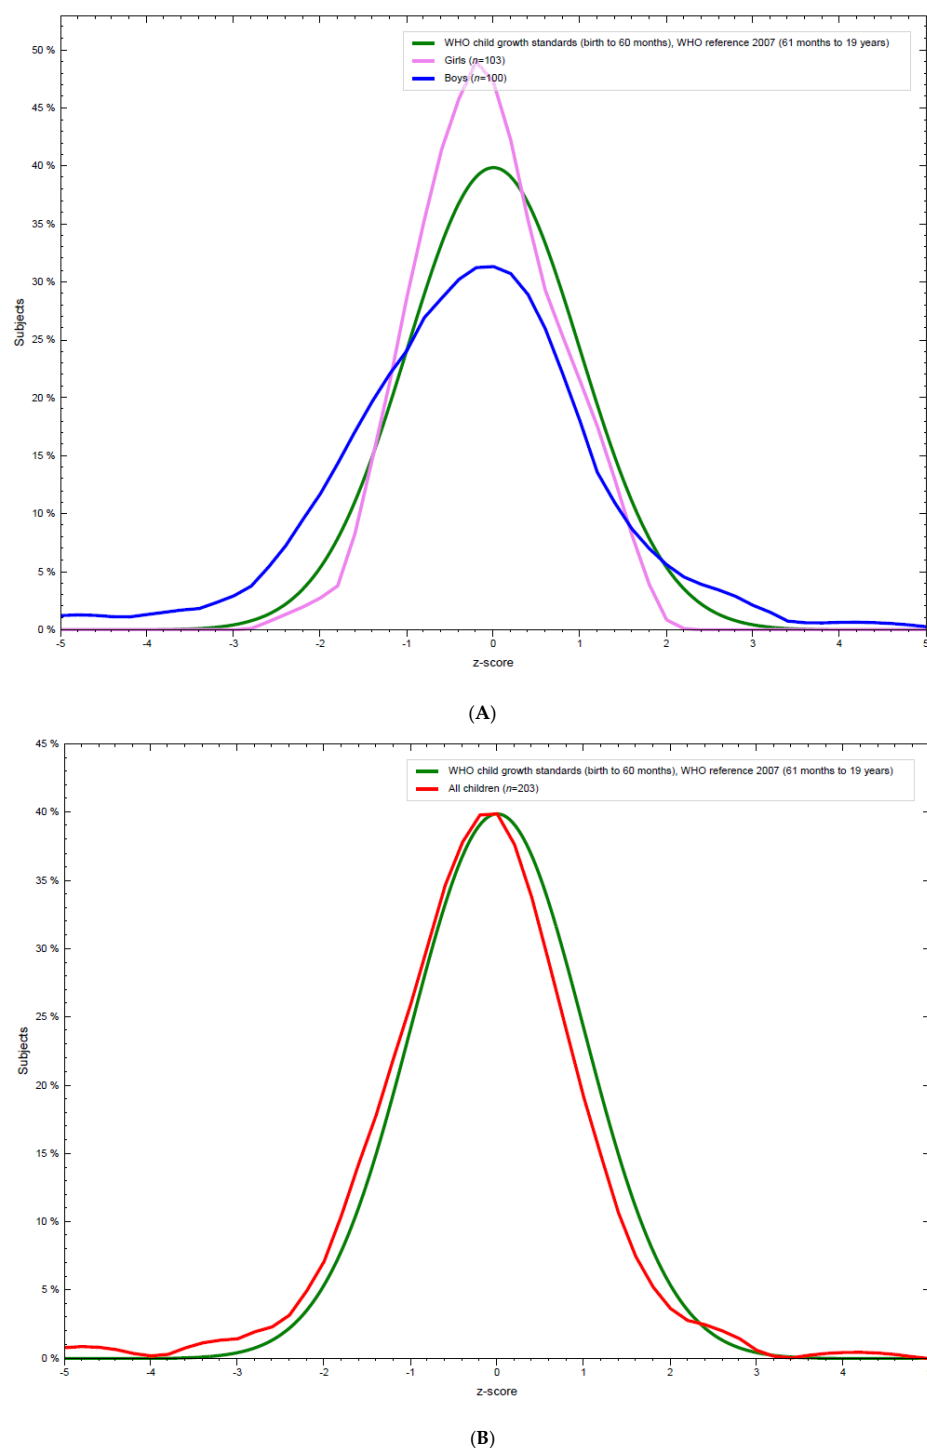 50 %
45 %
40 %
35 %
30 %
25 %
20 %
15 %
10 %
5 %
0 %
Subjects
WHO child growth standards (birth to 60 months), WHO reference 2007 (61 months to 19 years)
Girls (n=103)
Boys (n=100)
-5 -4 -3 -2 -1 0 1 2 3 4 5
z-score
(A)
45 %
40 %
35 %
30 %
25 %
20 %
15 %
10 %
5 %
0 %
Subjects
WHO child growth standards (birth to 60 months), WHO reference 2007 (61 months to 19 years)
All children (n=203)
-5 -4 -3 -2 -1 0 1 2 3 4
z-score
(B)